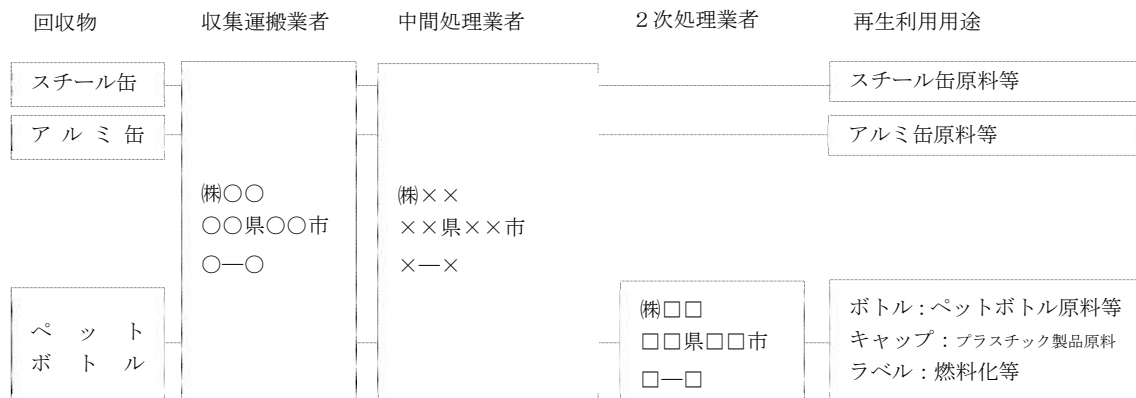 回収物 収集運搬業者 中間処理業者 2次処理業者 再生利用用途
スチール缶 スチール缶原料等
アルミ缶 アルミ缶原料等
㈱○○ ㈱××
○○県○○市 ××県××市
○―○ ×―×
ペット
ボトル
㈱□□
□□県□□市
□―□
ボトル：ペットボトル原料等
キャップ：プラスチック製品原料
ラベル：燃料化等